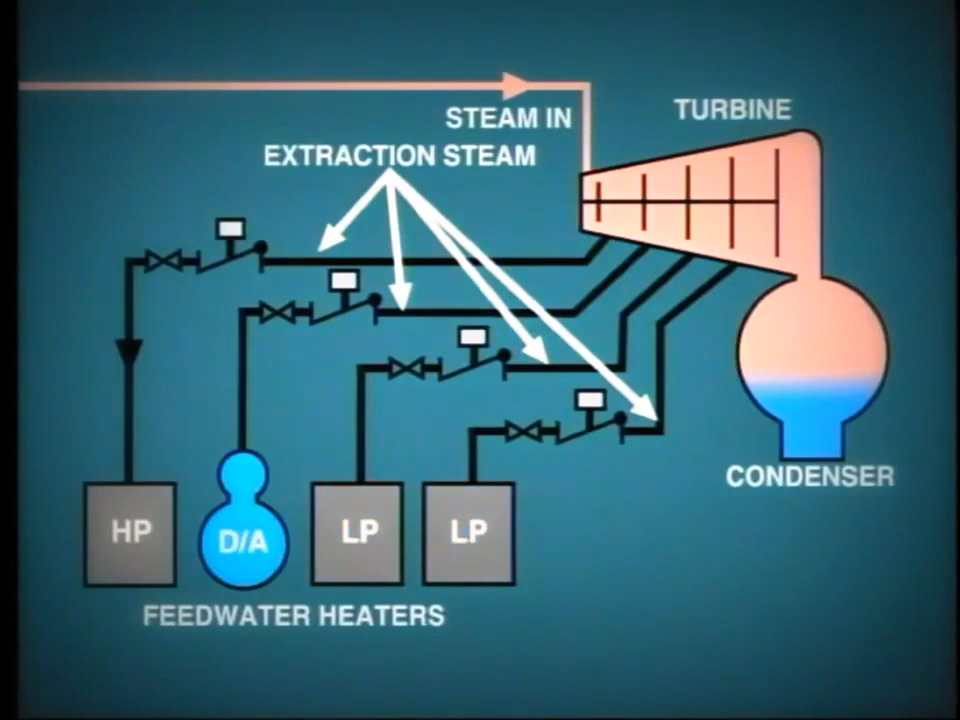 STEAM IN
TURBINE
EXTRACTION STEAM
CONDENSER
HP
D/A
LP
LP
FEEDWATER HEATERS